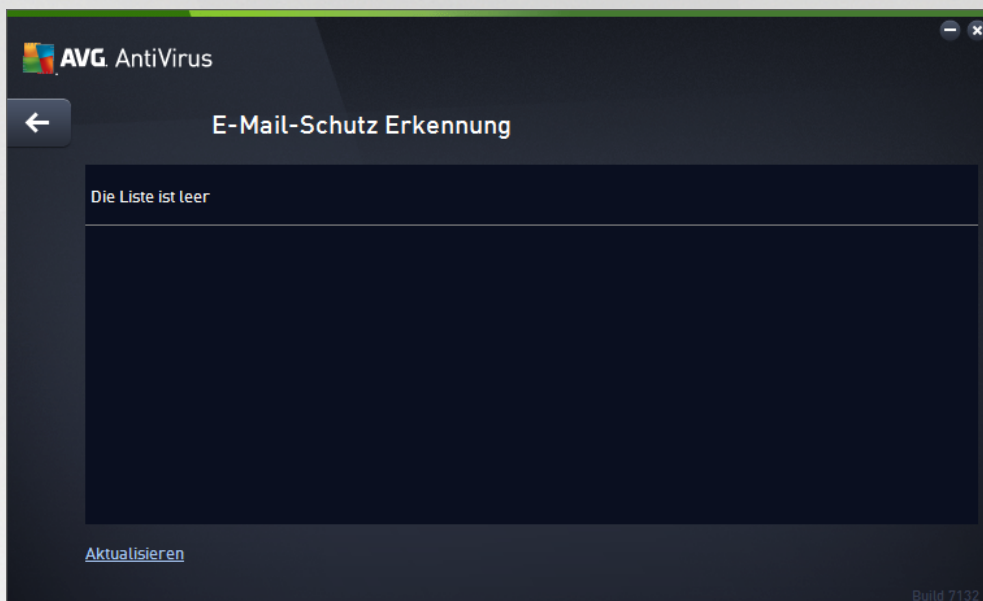 AVG. AntiVirus
E-Mail-Schutz Erkennung
Die Liste ist leer
Aktualisieren
Build 7132